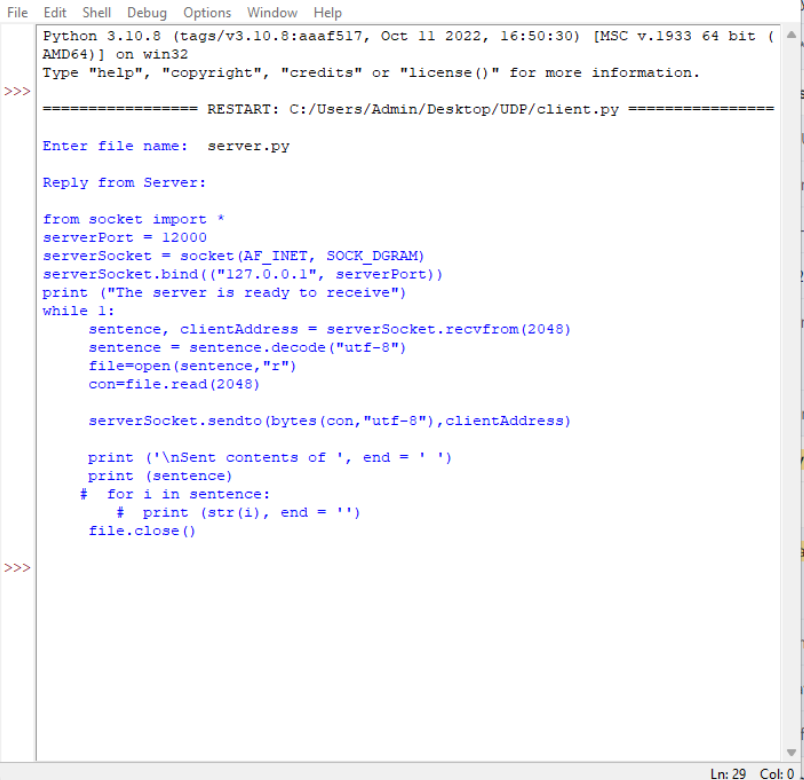 File Edit Shell Debug Options Window Help
Python 3.10.8 (tags/v3.10.8:aaaf517, Oct 11 2022, 16:50:30) [MSC v.1933 64 bit (
AMD64)] on win32
Type "help", "copyright", "credits" or "license()" for more information.
>>>
================= RESTART: C:/Users/Admin/Desktop/UDP/client.py ================
Enter file name:  server.py
Reply from Server:
from socket import *
serverPort = 12000
serverSocket = socket(AF_INET, SOCK_DGRAM)
serverSocket.bind(("127.0.0.1", serverPort))
print ("The server is ready to receive")
while 1:
     sentence, clientAddress = serverSocket.recvfrom(2048)
     sentence = sentence.decode("utf-8")
     file=open(sentence,"r")
     con=file.read(2048)
     serverSocket.sendto(bytes(con,"utf-8"),clientAddress)
     print ('\nSent contents of ', end = ' ')
     print (sentence)
    #  for i in sentence:
        #  print (str(i), end = '')
     file.close()
>>>
Ln: 29 Col: 0